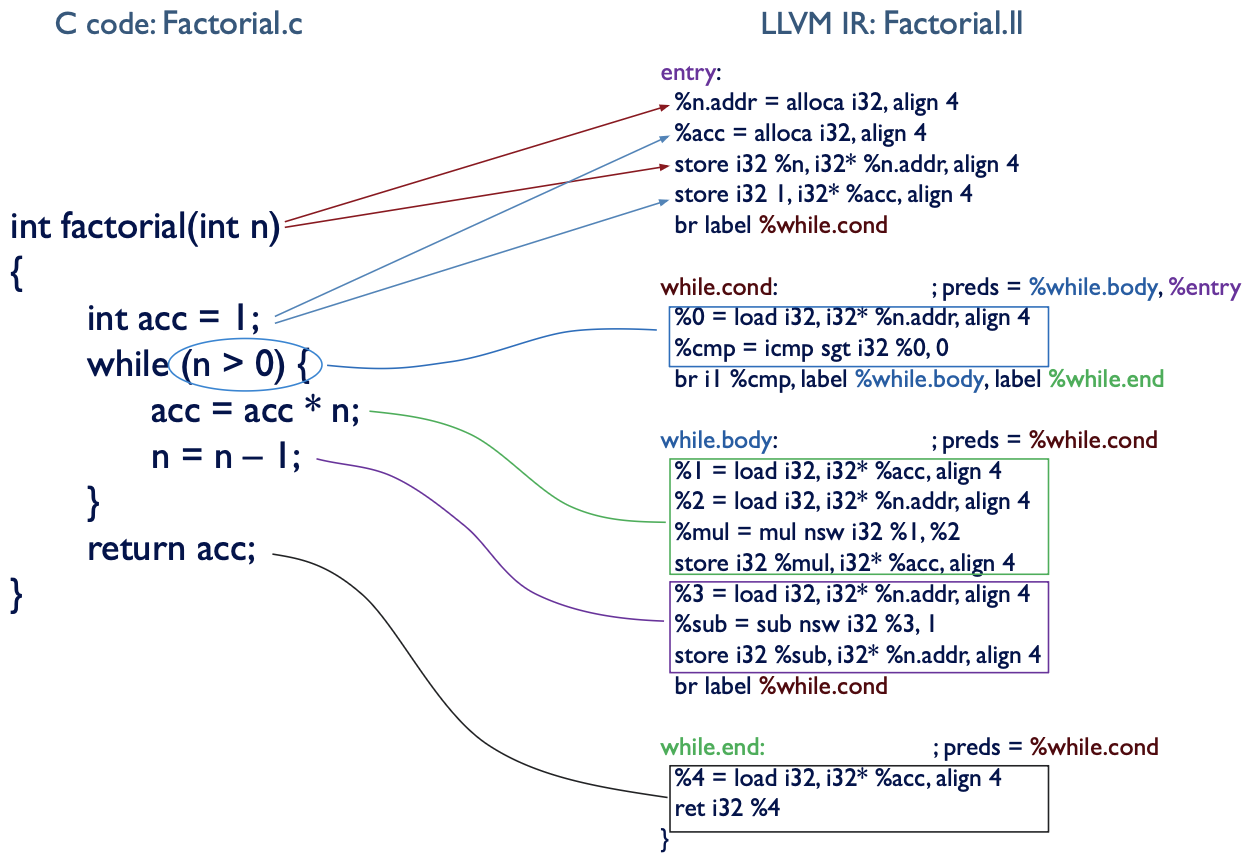 C code: Factorial.c
int factorial(int n)
{
int acc = 1;
while (n > 0) {
acc = acc * n;
n = n – 1;
}
return acc;
}
LLVM IR: Factorial.ll
entry:
%n.addr = alloca i32, align 4
%acc = alloca i32, align 4
store i32 %n, i32* %n.addr, align 4
store i32 1, i32* %acc, align 4
br label %while.cond
while.cond: ; preds = %while.body, %entry
%0 = load i32, i32* %n.addr, align 4
%cmp = icmp sgt i32 %0, 0
br i1 %cmp, label %while.body, label %while.end
while.body: ; preds = %while.cond
%1 = load i32, i32* %acc, align 4
%2 = load i32, i32* %n.addr, align 4
%mul = mul nsw i32 %1, %2
store i32 %mul, i32* %acc, align 4
%3 = load i32, i32* %n.addr, align 4
%sub = sub nsw i32 %3, 1
store i32 %sub, i32* %n.addr, align 4
br label %while.cond
while.end: ; preds = %while.cond
%4 = load i32, i32* %acc, align 4
ret i32 %4
}